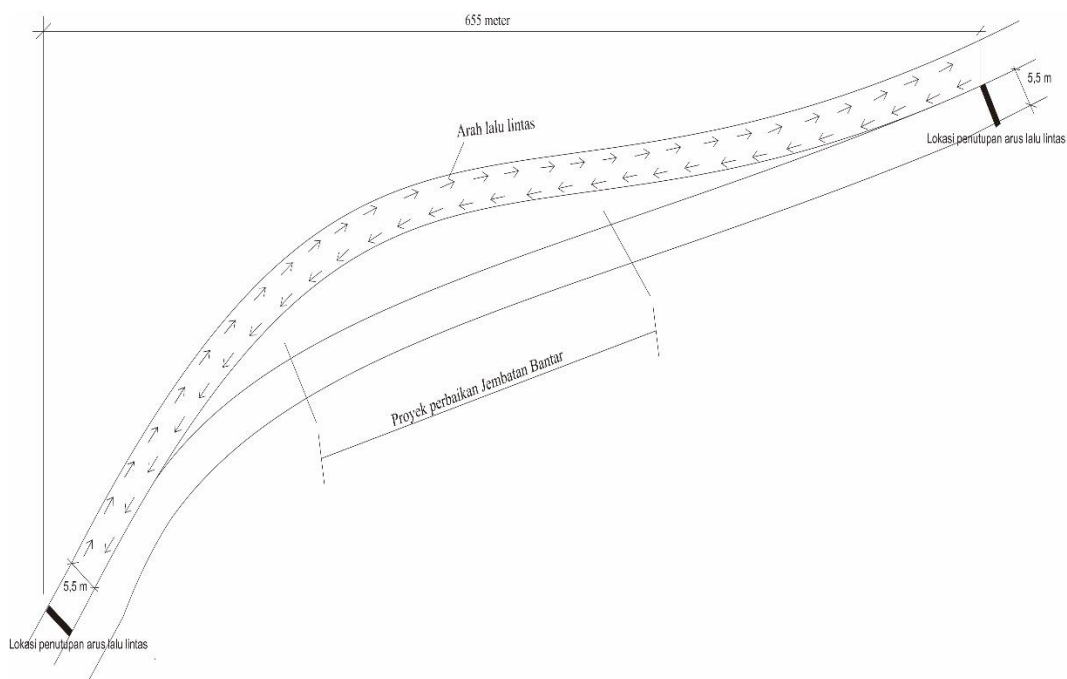 655 meter
5,5 m
Arah lalu lintas
Lokasi penutupan arus lalu lintas
Proyek perbaikan Jembatan Bantar
5,5 m
Lokasi penutupan arus lalu lintas